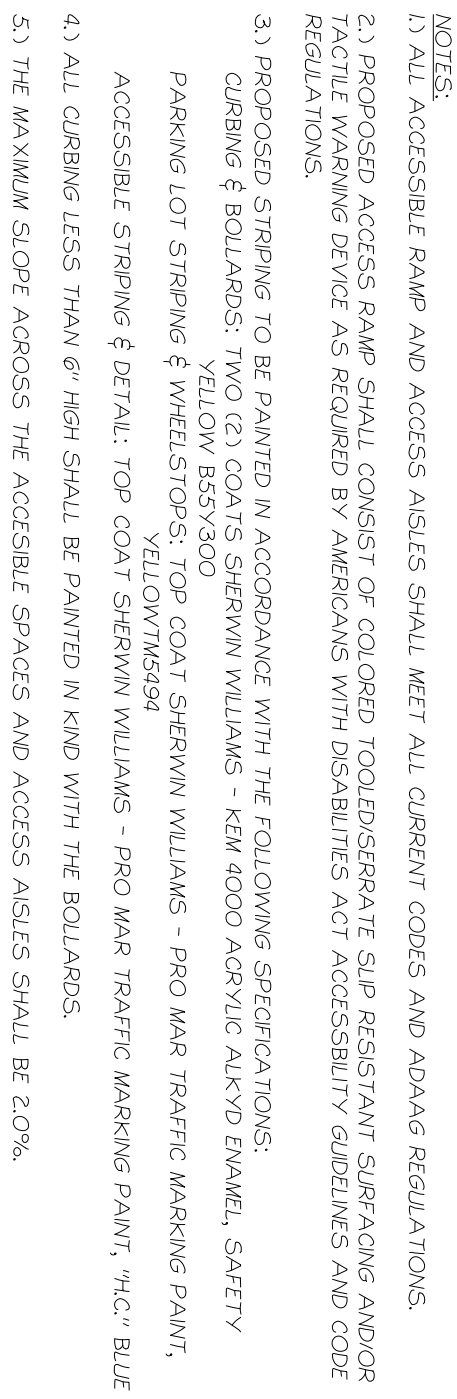 NOTES:
1.) ALL ACCESSIBLE RAMP AND ACCESS AISLES SHALL MEET ALL CURRENT CODES AND ADAAG REGULATIONS.
2.) PROPOSED ACCESS RAMP SHALL CONSIST OF COLORED TOOLED/SERRATE SLIP RESISTANT SURFACING AND/OR
TACTILE WARNING DEVICE AS REQUIRED BY AMERICANS WITH DISABILITIES ACT ACCESSBILITY GUIDELINES AND CODE
REGULATIONS.
3.) PROPOSED STRIPING TO BE PAINTED IN ACCORDANCE WITH THE FOLLOWING SPECIFICATIONS:
CURBING & BOLLARDS: TWO (2) COATS SHERWIN WILLIAMS - KEM 4000 ACRYLIC ALKYD ENAMEL, SAFETY
YELLOW B55Y300
PARKING LOT STRIPING & WHEELSTOPS: TOP COAT SHERWIN WILLIAMS - PRO MAR TRAFFIC MARKING PAINT,
YELLOWTM5494
ACCESSIBLE STRIPING & DETAIL: TOP COAT SHERWIN WILLIAMS - PRO MAR TRAFFIC MARKING PAINT, "H.C." BLUE
4.) ALL CURBING LESS THAN 6" HIGH SHALL BE PAINTED IN KIND WITH THE BOLLARDS.
5.) THE MAXIMUM SLOPE ACROSS THE ACCESIBLE SPACES AND ACCESS AISLES SHALL BE 2.0%.